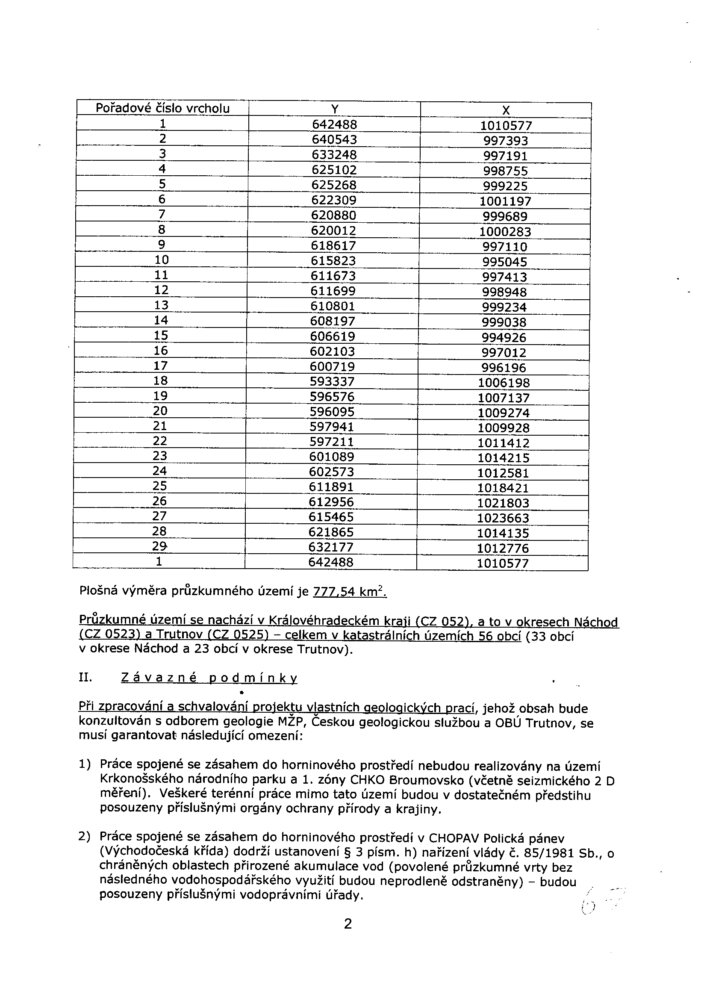 Pořadové číslo vrcholu Y X
1 642488 1010577
2 640543 997393
3 633248 997191
4 625102 998755
5 625268 999225
6 622309 1001197
7 620880 999689
8 620012 1000283
9 618617 997110
10 615823 995045
11 611673 997413
12 611699 998948
13 610801 999234
14 608197 999038
15 606619 994926
16 602103 997012
17 600719 996196
18 593337 1006198
19 596576 1007137
20 596095 1009274
21 597941 1009928
22 597211 1011412
23 601089 1014215
24 602573 1012581
25 611891 1018421
26 612956 1021803
27 615465 1023663
28 621865 1014135
29 632177 1012776
1 642488 1010577
Plošná výměra průzkumného území je 777,54 km².
Průzkumné území se nachází v Královéhradeckém kraji (CZ 052), a to v okresech Náchod
(CZ 0523) a Trutnov (CZ 0525) – celkem v katastrálních územích 56 obcí (33 obcí
v okrese Náchod a 23 obcí v okrese Trutnov).
II. Závazné podmínky
Při zpracování a schvalování projektu vlastních geologických prací, jehož obsah bude
konzultován s odborem geologie MŽP, Českou geologickou službou a OBÚ Trutnov, se
musí garantovat následující omezení:
1) Práce spojené se zásahem do horninového prostředí nebudou realizovány na území
Krkonošského národního parku a 1. zóny CHKO Broumovsko (včetně seizmického 2 D
měření). Veškeré terénní práce mimo tato území budou v dostatečném předstihu
posouzeny příslušnými orgány ochrany přírody a krajiny.
2) Práce spojené se zásahem do horninového prostředí v CHOPAV Polická pánev
(Východočeská křída) dodrží ustanovení § 3 písm. h) nařízení vlády č. 85/1981 Sb., o
chráněných oblastech přirozené akumulace vod (povolené průzkumné vrty bez
následného vodohospodářského využití budou neprodleně odstraněny) – budou
posouzeny příslušnými vodoprávními úřady.
2